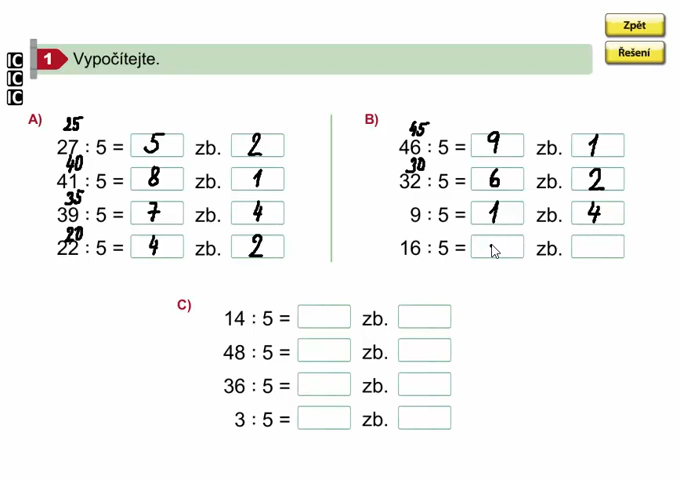 Zpět
Řešení
1 Vypočítejte.
A)
25
27 : 5 = 5 zb. 2
40
41 : 5 = 8 zb. 1
35
39 : 5 = 7 zb. 4
20
22 : 5 = 4 zb. 2
B)
45
46 : 5 = 9 zb. 1
30
32 : 5 = 6 zb. 2
9 : 5 = 1 zb. 4
16 : 5 = zb.
C)
14 : 5 = zb.
48 : 5 = zb.
36 : 5 = zb.
3 : 5 = zb.